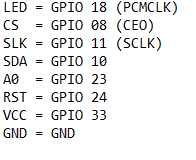 LED = GPIO 18 (PCMCLK)
CS = GPIO 08 (CEO)
SLK = GPIO 11 (SCLK)
SDA = GPIO 10
A0 = GPIO 23
RST = GPIO 24
VCC = GPIO 33
GND = GND